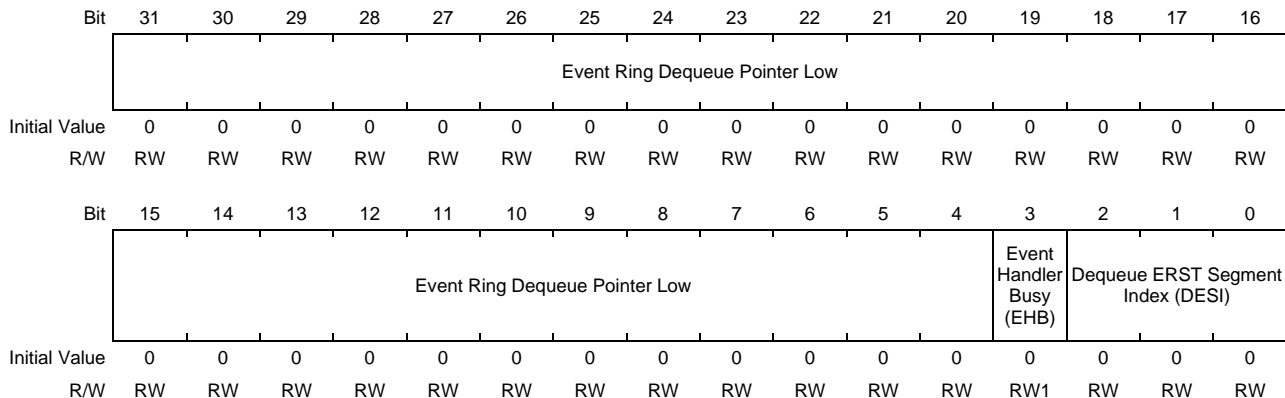 Bit 31 30 29 28 27 26 25 24 23 22 21 20 19 18 17 16
Event Ring Dequeue Pointer Low
Initial Value 0 0 0 0 0 0 0 0 0 0 0 0 0 0 0 0
R/W RW RW RW RW RW RW RW RW RW RW RW RW RW RW RW RW
Bit 15 14 13 12 11 10 9 8 7 6 5 4 3 2 1 0
Event Ring Dequeue Pointer Low
Event
Handler
Busy
(EHB)
Dequeue ERST Segment
Index (DESI)
Initial Value 0 0 0 0 0 0 0 0 0 0 0 0 0 0 0 0
R/W RW RW RW RW RW RW RW RW RW RW RW RW RW1 RW RW RW